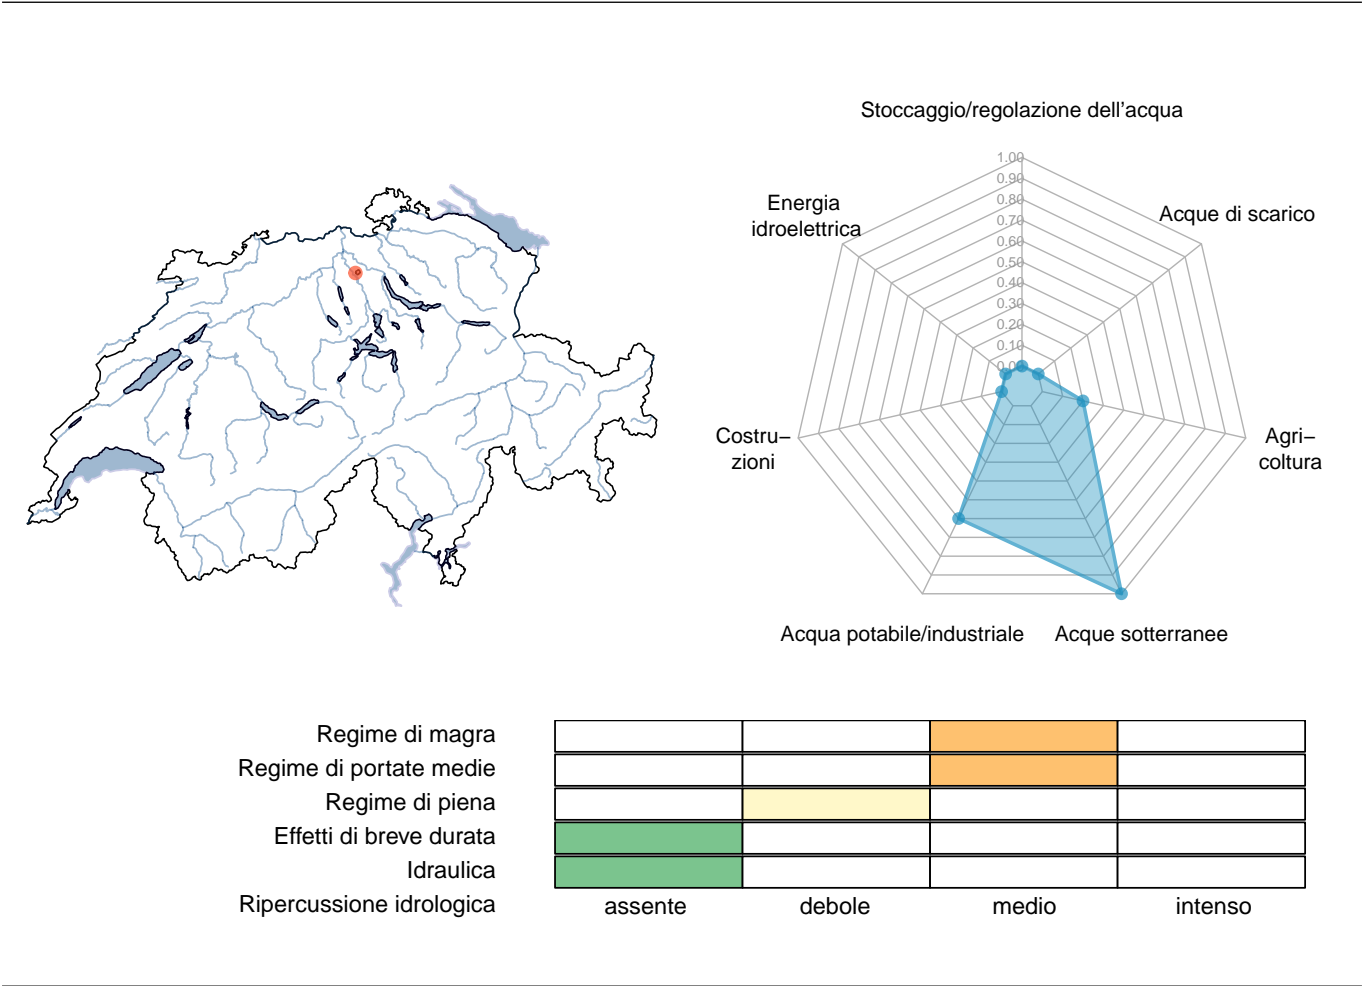 Stoccaggio/regolazione dell'acqua
1.00
0.90
0.80
0.70
0.60
0.50
0.40
0.30
0.20
0.10
Energia
idroelettrica
Acque di scarico
Costru–
zioni
Agri–
coltura
Acqua potabile/industriale
Acque sotterranee
Regime di magra
Regime di portate medie
Regime di piena
Effetti di breve durata
Idraulica
Ripercussione idrologica
assente
debole
medio
intenso